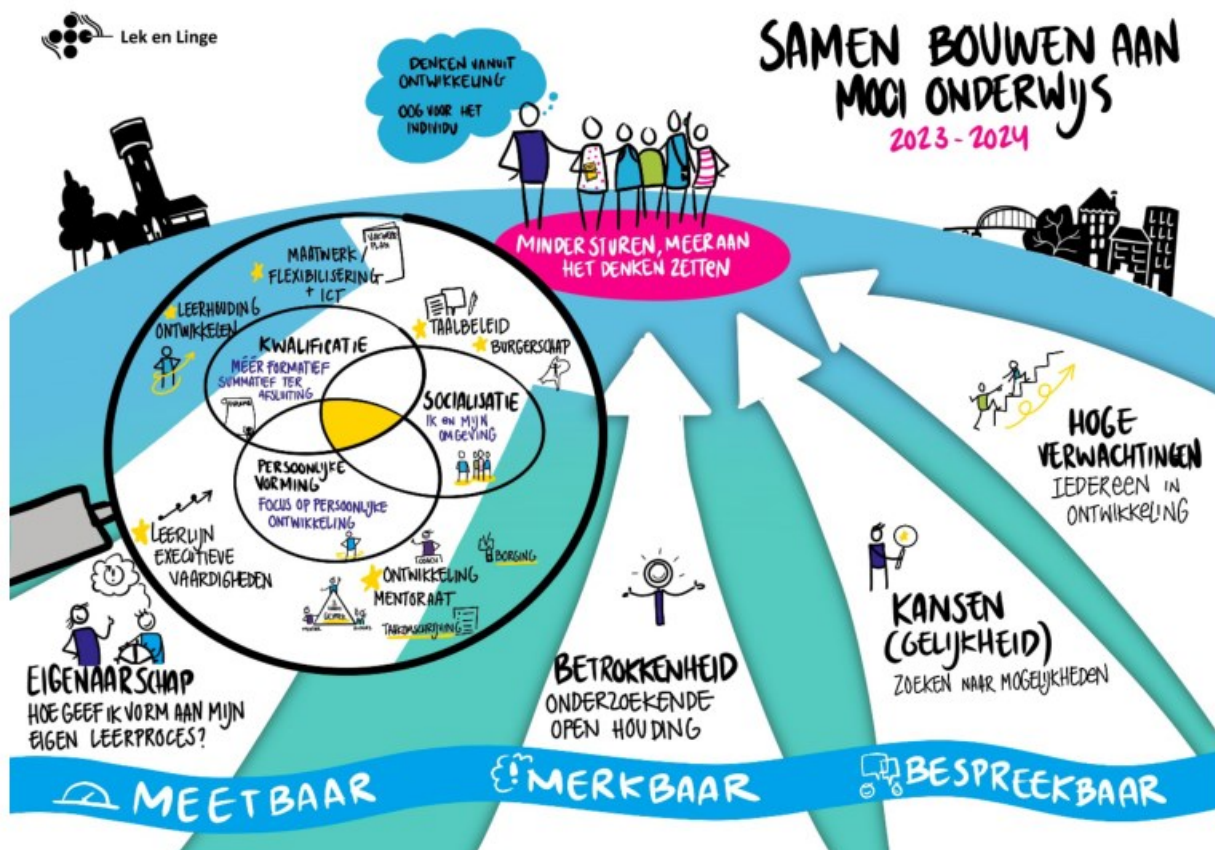 Lek en Linge
SAMEN BOUWEN AAN
MOOI ONDERWIJS
2023-2024
DENKEN VANUIT
ONTWIKKELING
OOG VOOR HET
INDIVIDU
MINDER STUREN, MEER AAN
HET DENKEN ZETTEN
MAATWERK/
FLEXIBILISERING
+ ICT
PLAN
LEERHOUDING
ONTWIKKELEN
TAALBELEID
BURGERSCHAP
KWALIFICATIE
MÉÉR FORMATIEF
SUMMATIEF TER
AFSLUITING
SOCIALISATIE
IK EN MIJN
OMGEVING
PERSOONLIJKE
VORMING
FOCUS OP PERSOONLIJKE
ONTWIKKELING
LEERLIJN
EXECUTIEVE
VAARDIGHEDEN
COACH
BORGING
ONTWIKKELING
MENTORAAT
TAAKOMSCHRIJVING
HOGE
VERWACHTINGEN
IEDEREEN IN
ONTWIKKELING
KANSEN
(GELIJKHEID)
ZOEKEN NAAR MOGELIJKHEDEN
BETROKKENHEID
ONDERZOEKENDE
OPEN HOUDING
EIGENAARSCHAP
HOE GEEF IK VORM AAN MIJN
EIGEN LEERPROCES?
MEETBAAR
MERKBAAR
BESPREEKBAAR